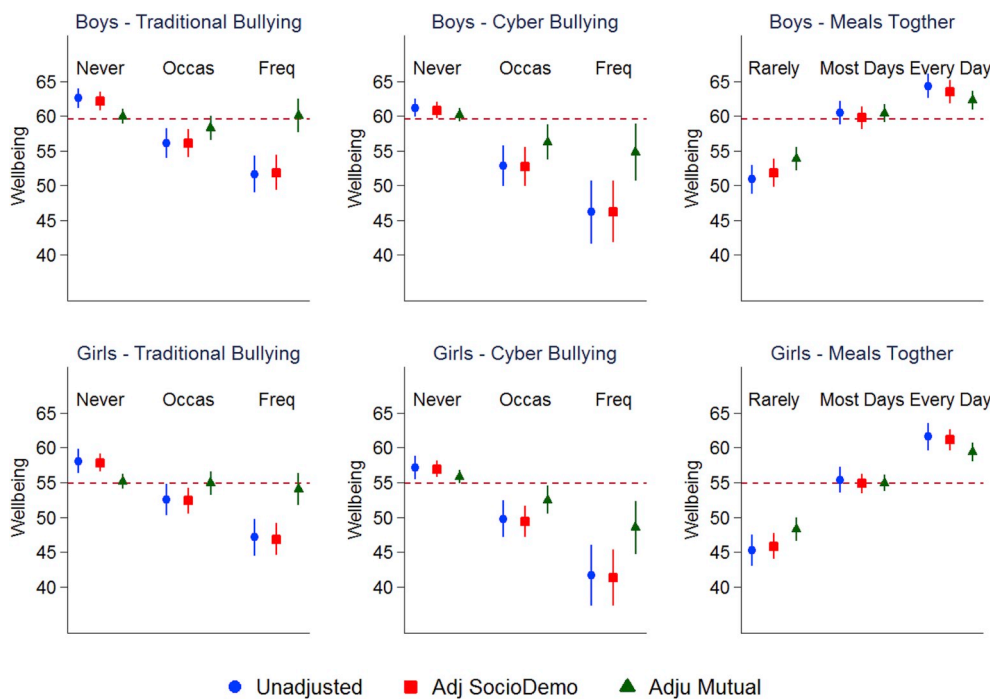 Boys - Traditional Bullying
Never Occas Freq
65
60
55
50
45
40
Wellbeing
Boys - Cyber Bullying
Never Occas Freq
65
60
55
50
45
40
Wellbeing
Boys - Meals Togther
Rarely Most Days Every Day
65
60
55
50
45
40
Wellbeing
Girls - Traditional Bullying
Never Occas Freq
65
60
55
50
45
40
Wellbeing
Girls - Cyber Bullying
Never Occas Freq
65
60
55
50
45
40
Wellbeing
Girls - Meals Togther
Rarely Most Days Every Day
65
60
55
50
45
40
Wellbeing
Unadjusted Adj SocioDemo Adju Mutual